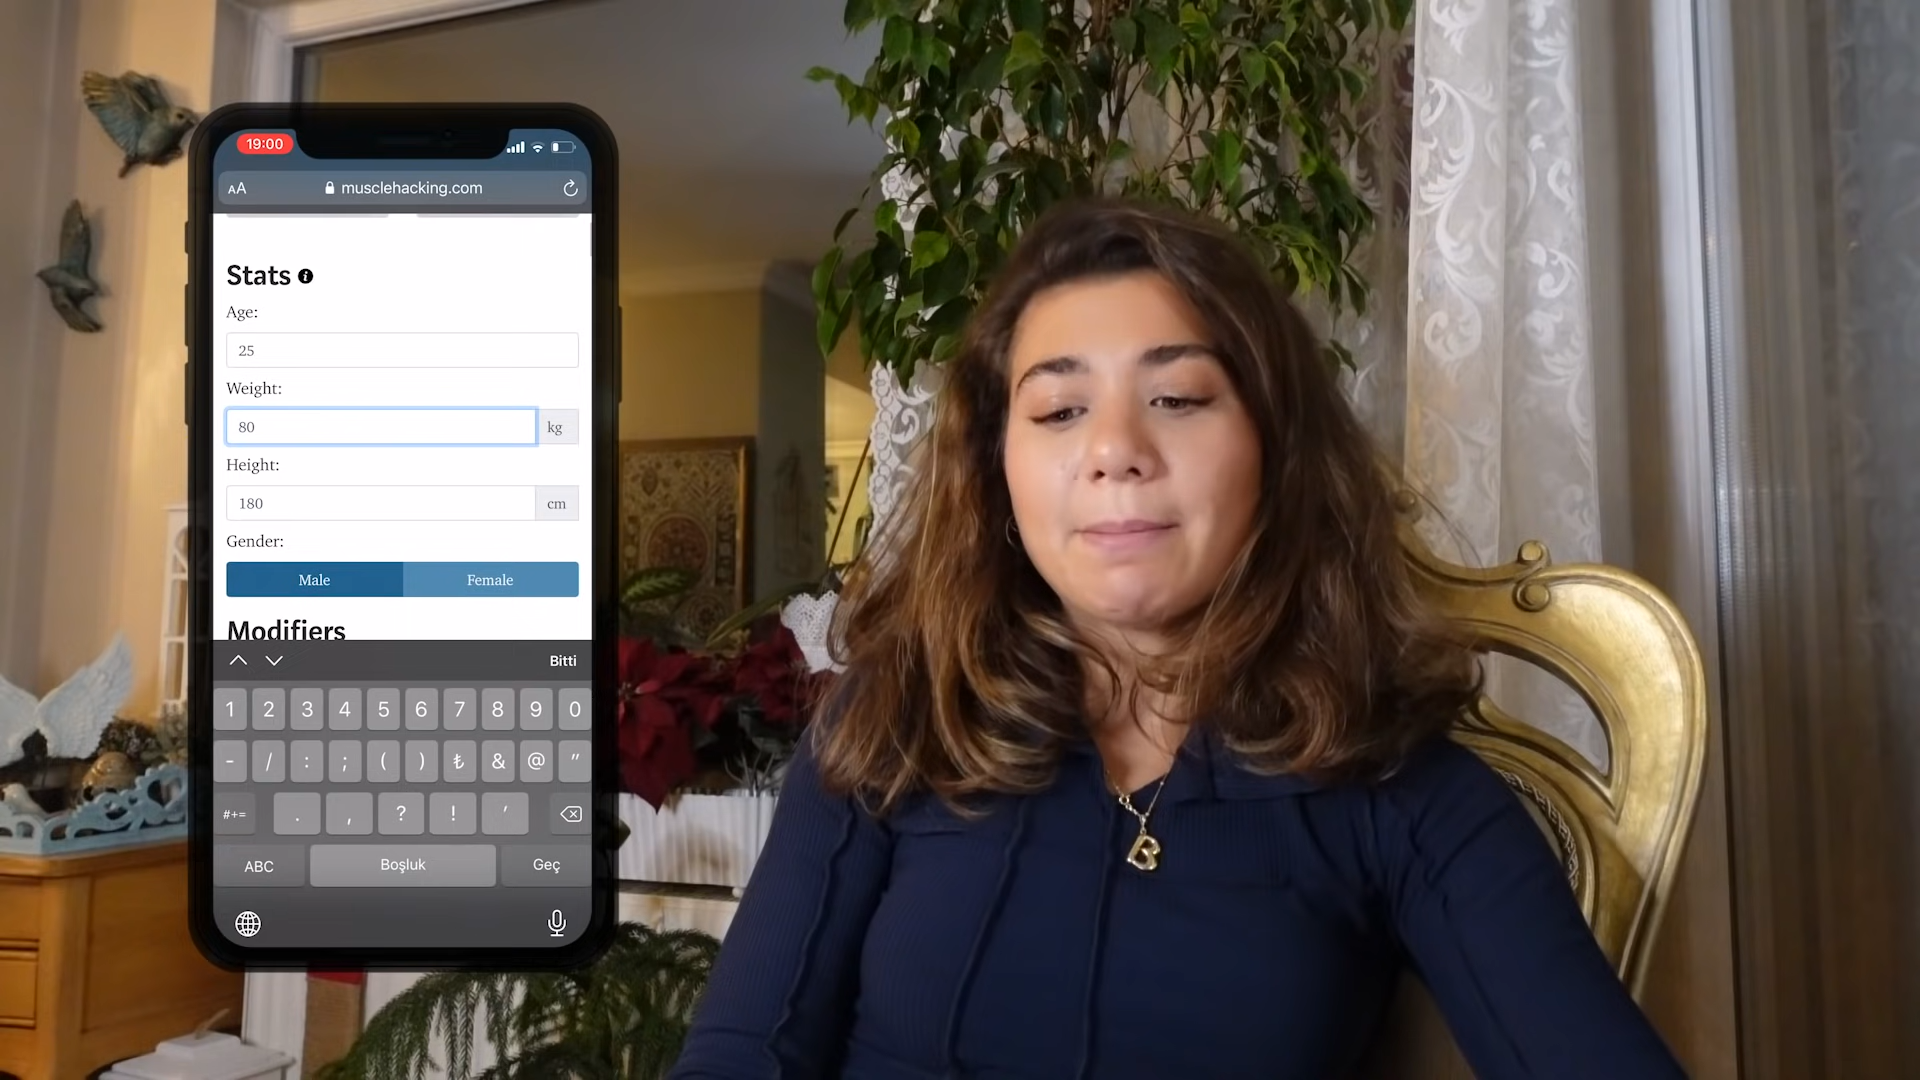 19:00
AA musclehacking.com
Stats i
Age:
25
Weight:
80 kg
Height:
180 cm
Gender:
Male Female
Modifiers
Bitti
1 2 3 4 5 6 7 8 9 0
- / : ; ( ) ₺ & @ "
#+= . , ? ! '
ABC Boşluk Geç
B